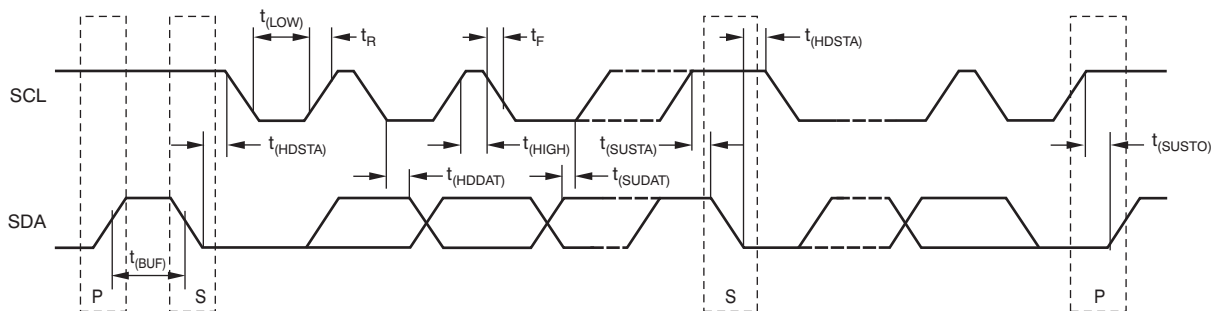 t(LOW)
tR
tF
t(HDSTA)
SCL
t(HDSTA)
t(HIGH)
t(SUSTA)
t(SUSTO)
t(HDDAT)
t(SUDAT)
SDA
t(BUF)
P
S
S
P